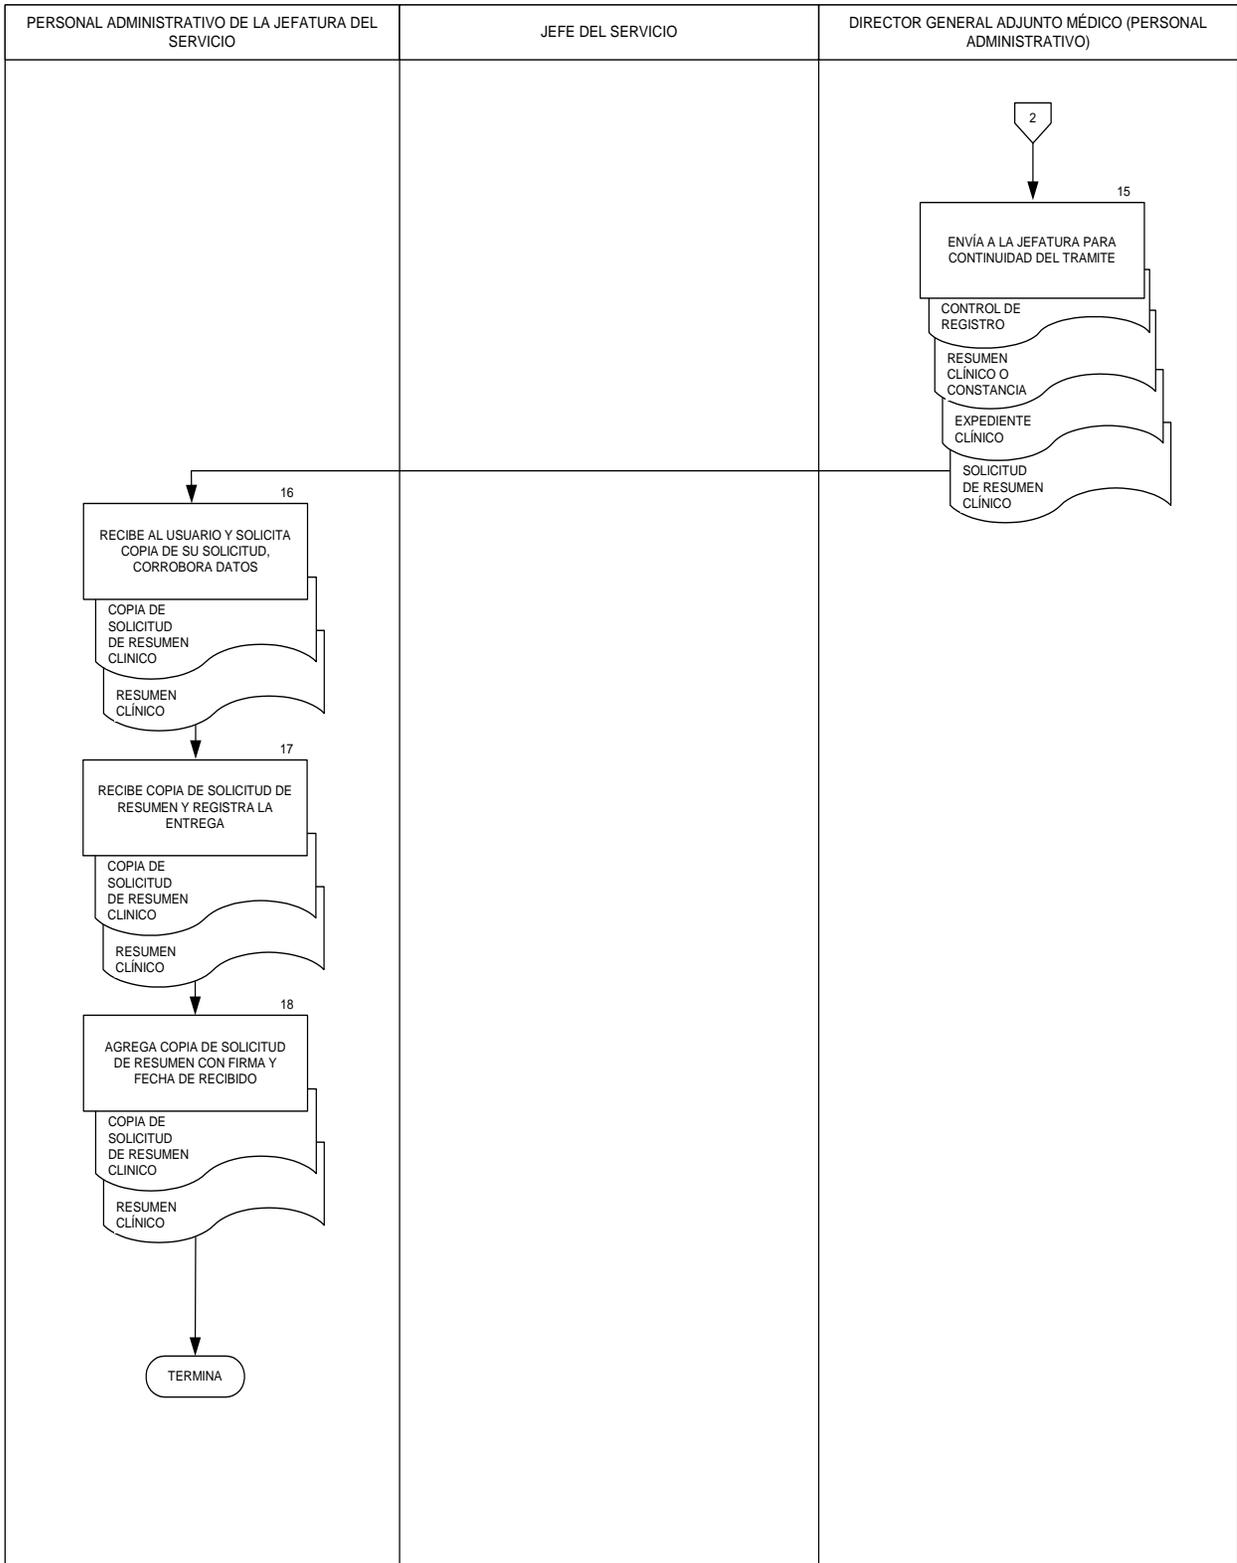 PERSONAL ADMINISTRATIVO DE LA JEFATURA DEL
SERVICIO
JEFE DEL SERVICIO
DIRECTOR GENERAL ADJUNTO MÉDICO (PERSONAL
ADMINISTRATIVO)
2
15
ENVÍA A LA JEFATURA PARA
CONTINUIDAD DEL TRAMITE
CONTROL DE
REGISTRO
RESUMEN
CLÍNICO O
CONSTANCIA
EXPEDIENTE
CLÍNICO
SOLICITUD
DE RESUMEN
CLÍNICO
16
RECIBE AL USUARIO Y SOLICITA
COPIA DE SU SOLICITUD,
CORROBORA DATOS
COPIA DE
SOLICITUD
DE RESUMEN
CLINICO
RESUMEN
CLÍNICO
17
RECIBE COPIA DE SOLICITUD DE
RESUMEN Y REGISTRA LA
ENTREGA
COPIA DE
SOLICITUD
DE RESUMEN
CLINICO
RESUMEN
CLÍNICO
18
AGREGA COPIA DE SOLICITUD
DE RESUMEN CON FIRMA Y
FECHA DE RECIBIDO
COPIA DE
SOLICITUD
DE RESUMEN
CLINICO
RESUMEN
CLÍNICO
TERMINA